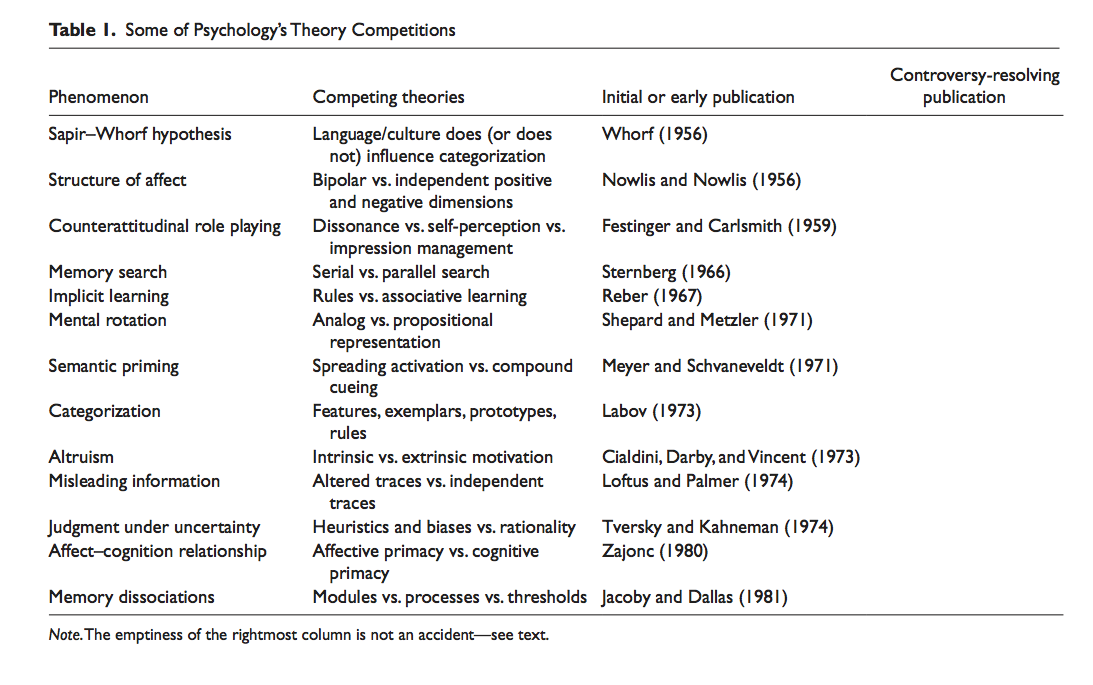 Table 1. Some of Psychology's Theory Competitions
Controversy-resolving
Phenomenon Competing theories Initial or early publication publication
Sapir–Whorf hypothesis Language/culture does (or does Whorf (1956)
not) influence categorization
Structure of affect Bipolar vs. independent positive Nowlis and Nowlis (1956)
and negative dimensions
Counterattitudinal role playing Dissonance vs. self-perception vs. Festinger and Carlsmith (1959)
impression management
Memory search Serial vs. parallel search Sternberg (1966)
Implicit learning Rules vs. associative learning Reber (1967)
Mental rotation Analog vs. propositional Shepard and Metzler (1971)
representation
Semantic priming Spreading activation vs. compound Meyer and Schvaneveldt (1971)
cueing
Categorization Features, exemplars, prototypes, Labov (1973)
rules
Altruism Intrinsic vs. extrinsic motivation Cialdini, Darby, and Vincent (1973)
Misleading information Altered traces vs. independent Loftus and Palmer (1974)
traces
Judgment under uncertainty Heuristics and biases vs. rationality Tversky and Kahneman (1974)
Affect–cognition relationship Affective primacy vs. cognitive Zajonc (1980)
primacy
Memory dissociations Modules vs. processes vs. thresholds Jacoby and Dallas (1981)
Note. The emptiness of the rightmost column is not an accident—see text.